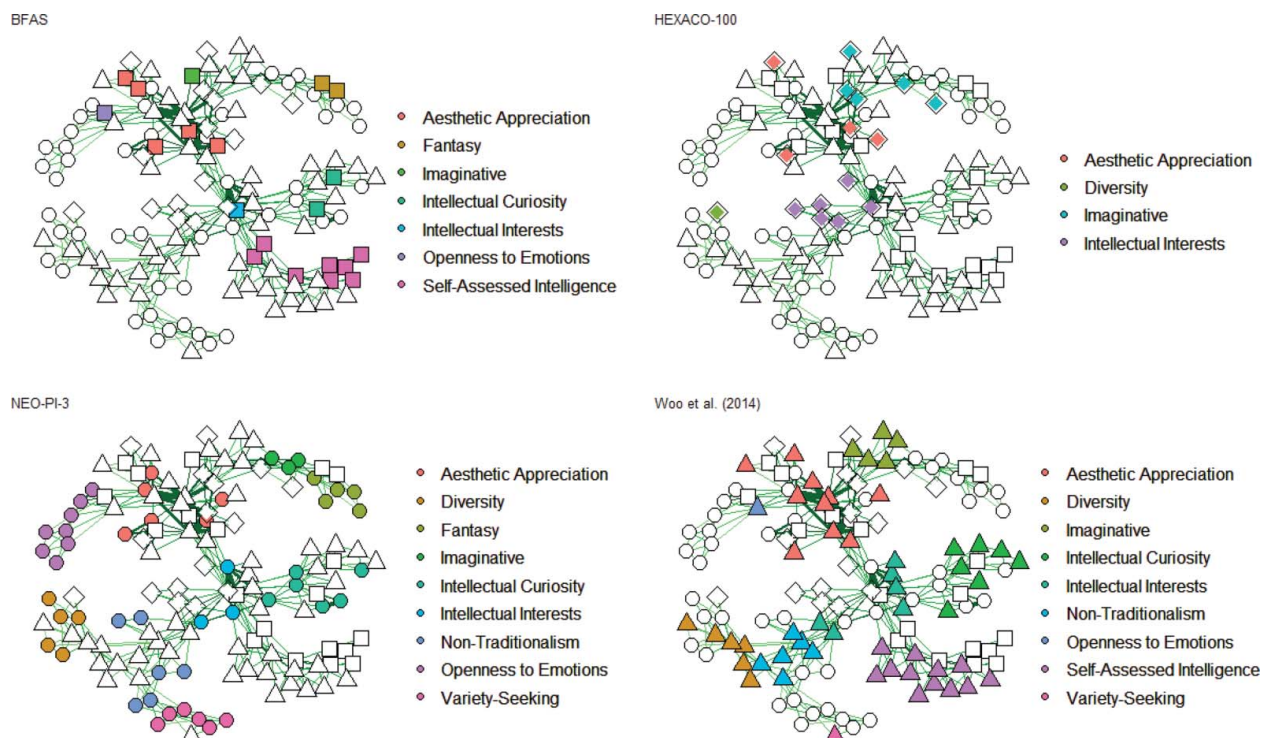 BFAS
Aesthetic Appreciation
Fantasy
Imaginative
Intellectual Curiosity
Intellectual Interests
Openness to Emotions
Self-Assessed Intelligence
HEXACO-100
Aesthetic Appreciation
Diversity
Imaginative
Intellectual Interests
NEO-PI-3
Aesthetic Appreciation
Diversity
Fantasy
Imaginative
Intellectual Curiosity
Intellectual Interests
Non-Traditionalism
Openness to Emotions
Variety-Seeking
Woo et al. (2014)
Aesthetic Appreciation
Diversity
Imaginative
Intellectual Curiosity
Intellectual Interests
Non-Traditionalism
Openness to Emotions
Self-Assessed Intelligence
Variety-Seeking